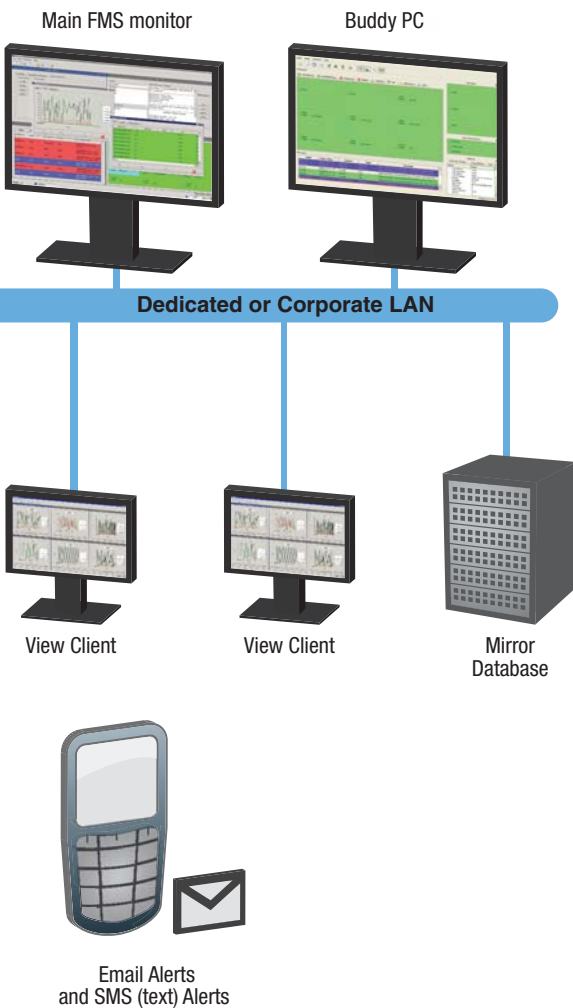 Main FMS monitor
Buddy PC
Dedicated or Corporate LAN
View Client
View Client
Mirror
Database
Email Alerts
and SMS (text) Alerts